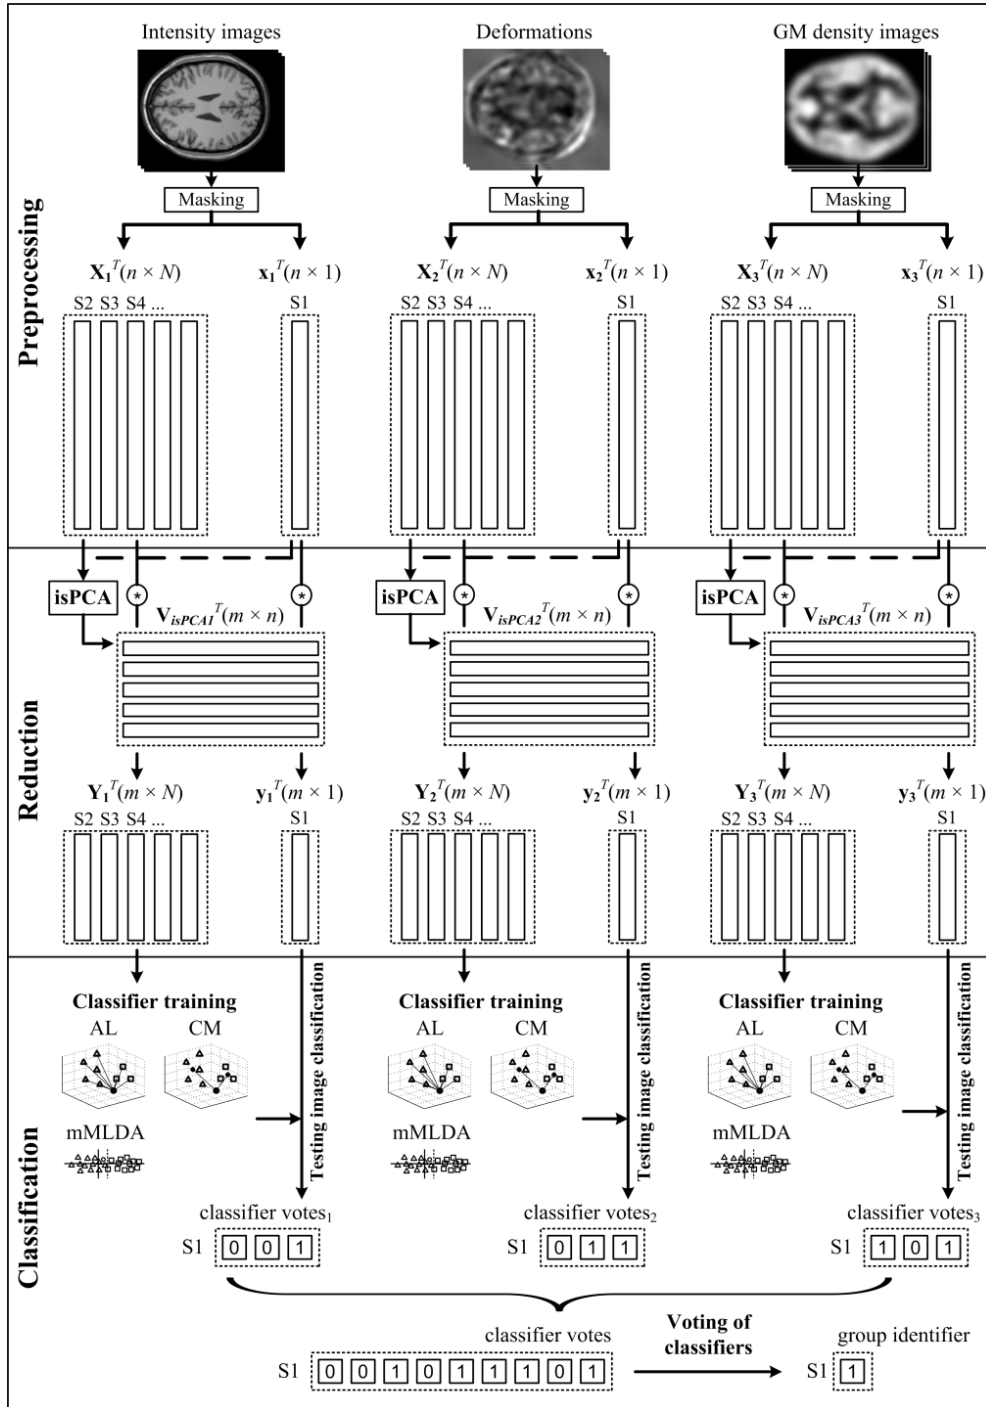 Intensity images Deformations GM density images
Masking Masking Masking
Preprocessing
X₁ᵀ(n × N) x₁ᵀ(n × 1) X₂ᵀ(n × N) x₂ᵀ(n × 1) X₃ᵀ(n × N) x₃ᵀ(n × 1)
S2 S3 S4 ... S1 S2 S3 S4 ... S1 S2 S3 S4 ... S1
Reduction
isPCA * * isPCA * * isPCA * *
V_isPCA1ᵀ(m × n) V_isPCA2ᵀ(m × n) V_isPCA3ᵀ(m × n)
Y₁ᵀ(m × N) y₁ᵀ(m × 1) Y₂ᵀ(m × N) y₂ᵀ(m × 1) Y₃ᵀ(m × N) y₃ᵀ(m × 1)
S2 S3 S4 ... S1 S2 S3 S4 ... S1 S2 S3 S4 ... S1
Classification
Classifier training Classifier training Classifier training
AL CM AL CM AL CM
mMLDA mMLDA mMLDA
Testing image classification Testing image classification Testing image classification
classifier votes₁ classifier votes₂ classifier votes₃
S1 0 0 1 S1 0 1 1 S1 1 0 1
classifier votes Voting of classifiers group identifier
S1 0 0 1 0 1 1 1 0 1 S1 1